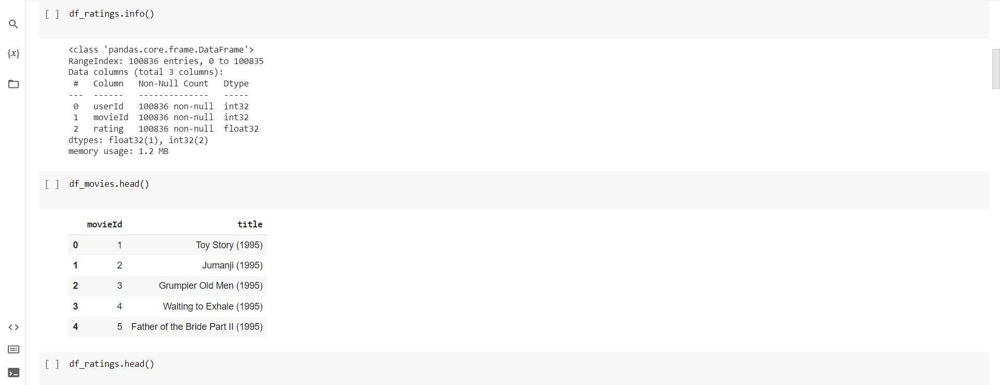 [ ] df_ratings.info()
{x}
<class 'pandas.core.frame.DataFrame'>
RangeIndex: 100836 entries, 0 to 100835
Data columns (total 3 columns):
 #   Column   Non-Null Count   Dtype
---  ------   --------------   -----
 0   userId   100836 non-null  int32
 1   movieId  100836 non-null  int32
 2   rating   100836 non-null  float32
dtypes: float32(1), int32(2)
memory usage: 1.2 MB
[ ] df_movies.head()
movieId title
0 1 Toy Story (1995)
1 2 Jumanji (1995)
2 3 Grumpier Old Men (1995)
3 4 Waiting to Exhale (1995)
4 5 Father of the Bride Part II (1995)
[ ] df_ratings.head()